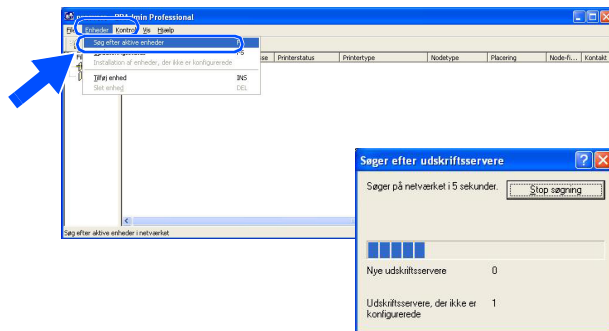 BRAdmin Professional
Enheder Kontrol Vis Hjælp
Søg efter aktive enheder
Installation af enheder, der ikke er konfigurerede
Tilføj enhed INS
Slet enhed DEL
Printerstatus Printertype Nodetype Placering Node-fi... Kontakt
Søg efter aktive enheder i netværket
Søger efter udskriftsservere
Søger på netværket i 5 sekunder.
Stop søgning
Nye udskriftsservere 0
Udskriftsservere, der ikke er 1
konfigurerede